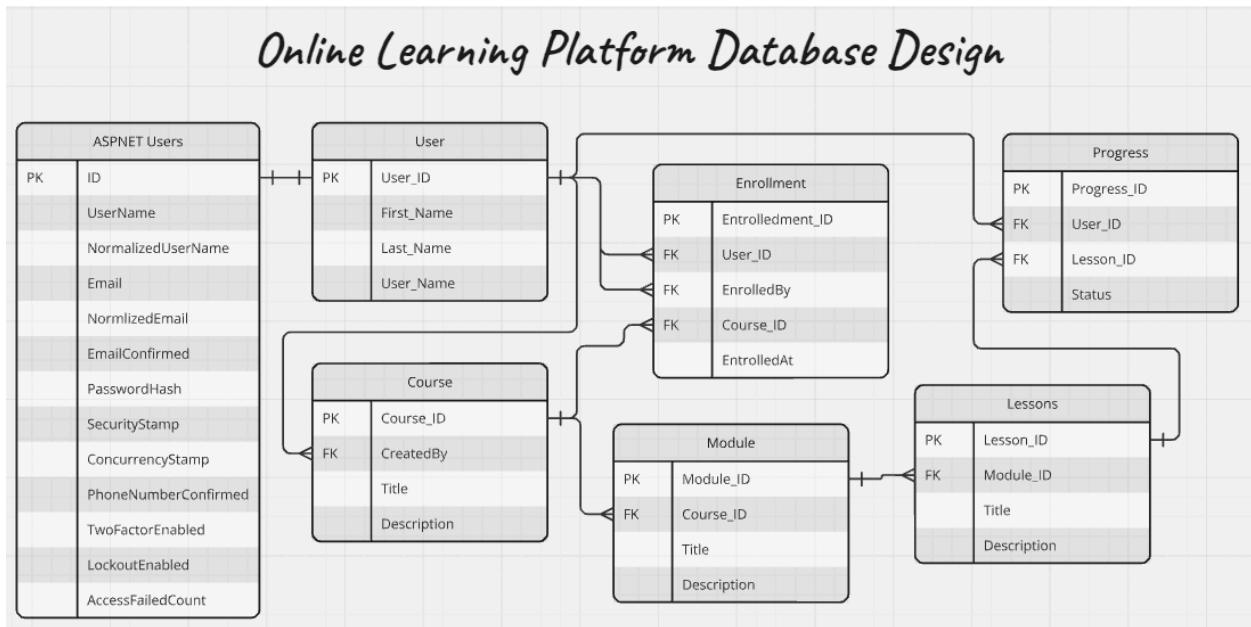 Online Learning Platform Database Design
ASPNET Users
PK ID
UserName
NormalizedUserName
Email
NormlizedEmail
EmailConfirmed
PasswordHash
SecurityStamp
ConcurrencyStamp
PhoneNumberConfirmed
TwoFactorEnabled
LockoutEnabled
AccessFailedCount
User
PK User_ID
First_Name
Last_Name
User_Name
Course
PK Course_ID
FK CreatedBy
Title
Description
Enrollment
PK Entrolledment_ID
FK User_ID
FK EnrolledBy
FK Course_ID
EntrolledAt
Module
PK Module_ID
FK Course_ID
Title
Description
Progress
PK Progress_ID
FK User_ID
FK Lesson_ID
Status
Lessons
PK Lesson_ID
FK Module_ID
Title
Description